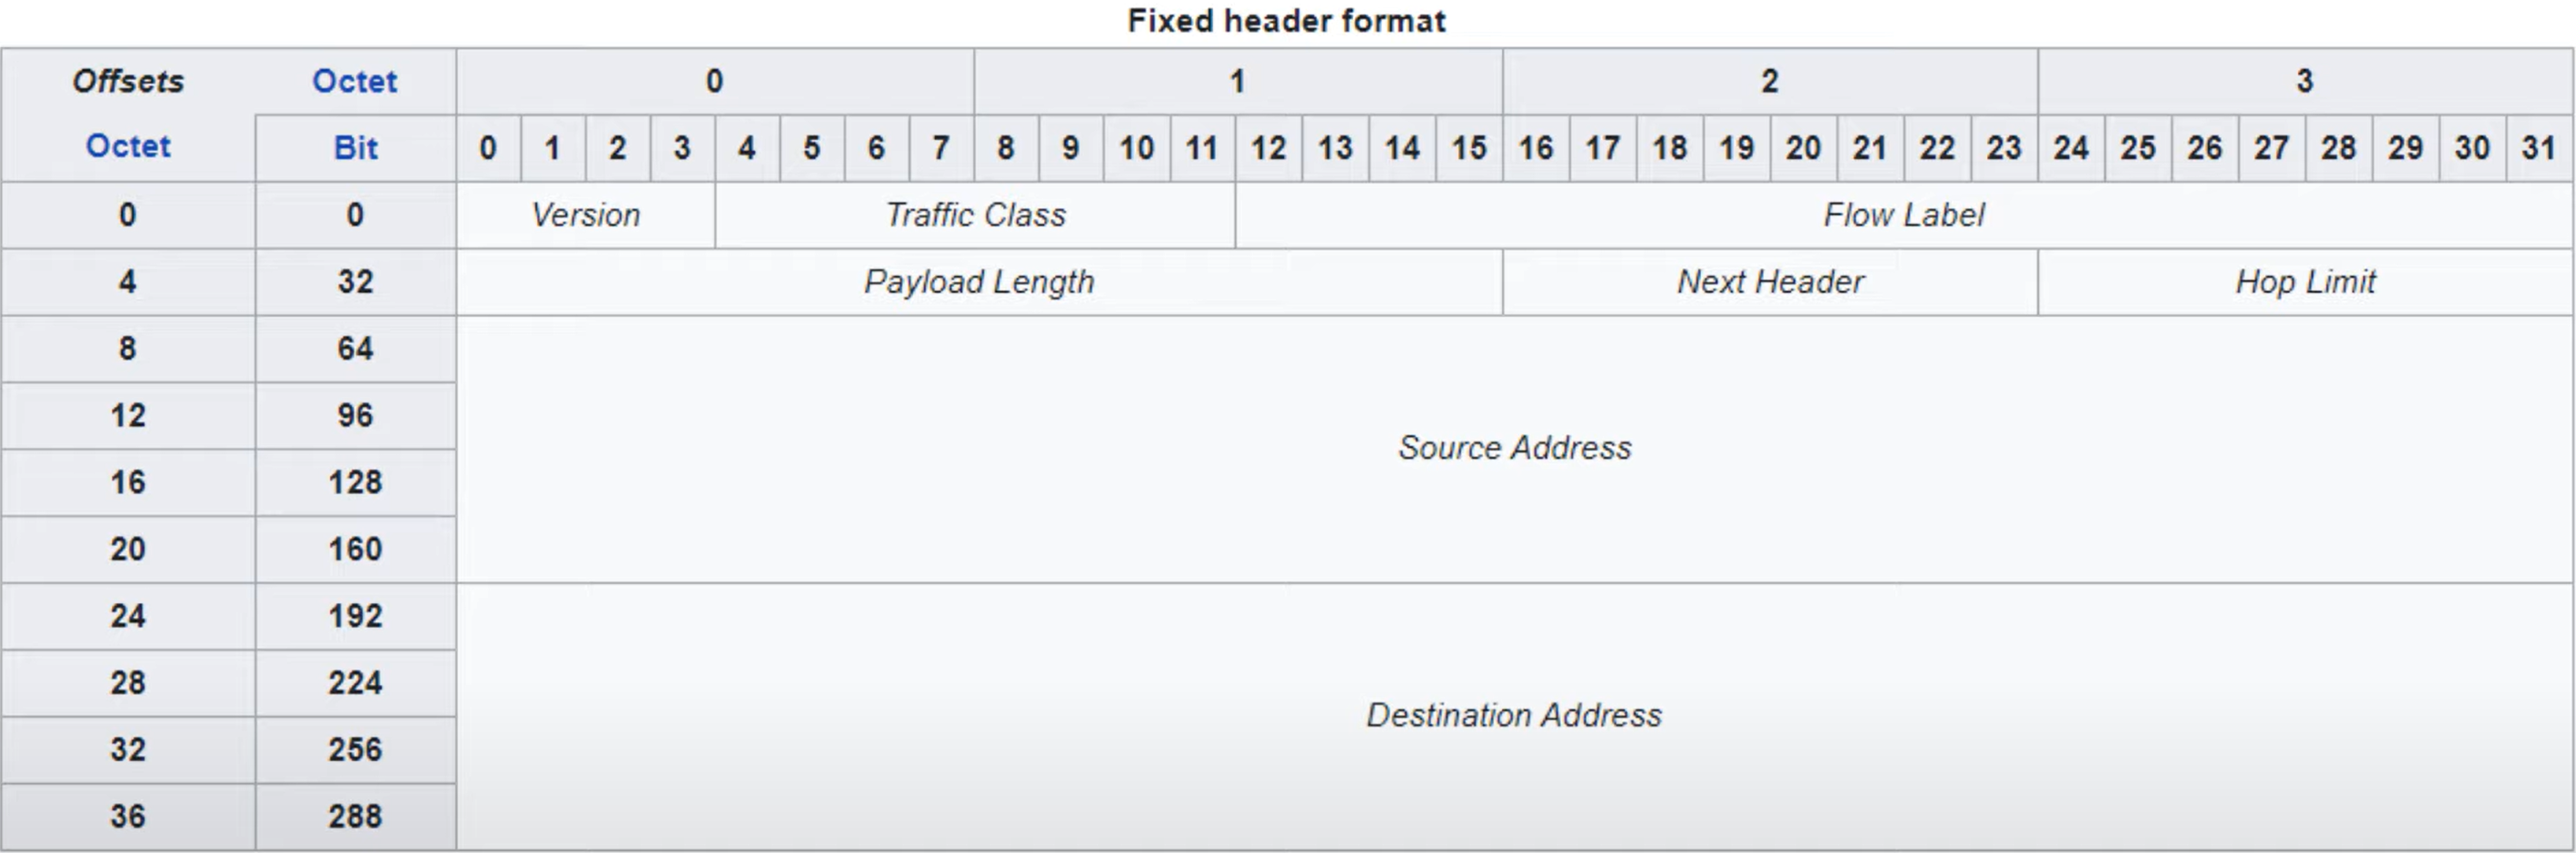 Fixed header format
Offsets Octet 0 1 2 3
Octet Bit 0 1 2 3 4 5 6 7 8 9 10 11 12 13 14 15 16 17 18 19 20 21 22 23 24 25 26 27 28 29 30 31
0 0 Version Traffic Class Flow Label
4 32 Payload Length Next Header Hop Limit
8 64
12 96
Source Address
16 128
20 160
24 192
28 224
Destination Address
32 256
36 288